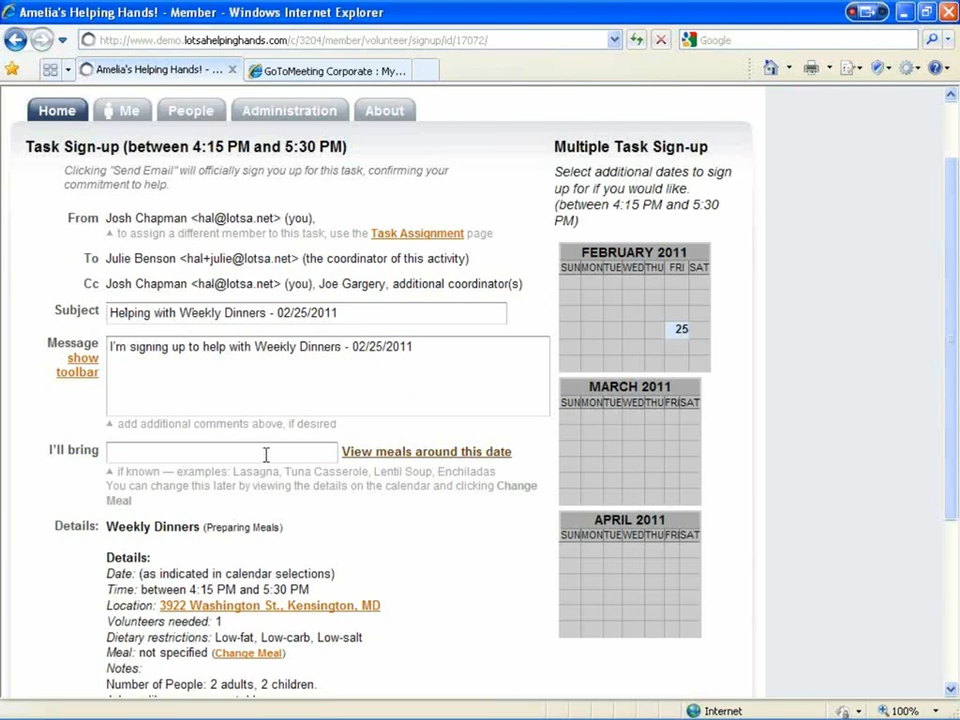 Amelia's Helping Hands! - Member - Windows Internet Explorer
http://www.demo.lotsahelpinghands.com/c/3204/member/volunteer/signup/id/17072/
Google
Amelia's Helping Hands! - ...
GoToMeeting Corporate : My...
Home
Me
People
Administration
About
Task Sign-up (between 4:15 PM and 5:30 PM)
Clicking "Send Email" will officially sign you up for this task, confirming your
commitment to help.
From Josh Chapman <hal@lotsa.net> (you),
to assign a different member to this task, use the Task Assignment page
To Julie Benson <hal+julie@lotsa.net> (the coordinator of this activity)
Cc Josh Chapman <hal@lotsa.net> (you), Joe Gargery, additional coordinator(s)
Subject Helping with Weekly Dinners - 02/25/2011
Message I'm signing up to help with Weekly Dinners - 02/25/2011
show
toolbar
add additional comments above, if desired
I'll bring View meals around this date
if known — examples: Lasagna, Tuna Casserole, Lentil Soup, Enchiladas
You can change this later by viewing the details on the calendar and clicking Change
Meal
Details: Weekly Dinners (Preparing Meals)
Details:
Date: (as indicated in calendar selections)
Time: between 4:15 PM and 5:30 PM
Location: 3922 Washington St., Kensington, MD
Volunteers needed: 1
Dietary restrictions: Low-fat, Low-carb, Low-salt
Meal: not specified (Change Meal)
Notes:
Number of People: 2 adults, 2 children.
Multiple Task Sign-up
Select additional dates to sign
up for if you would like.
(between 4:15 PM and 5:30
PM)
FEBRUARY 2011
SUN MON TUE WED THU FRI SAT
25
MARCH 2011
SUN MON TUE WED THU FRI SAT
APRIL 2011
SUN MON TUE WED THU FRI SAT
Internet
100%